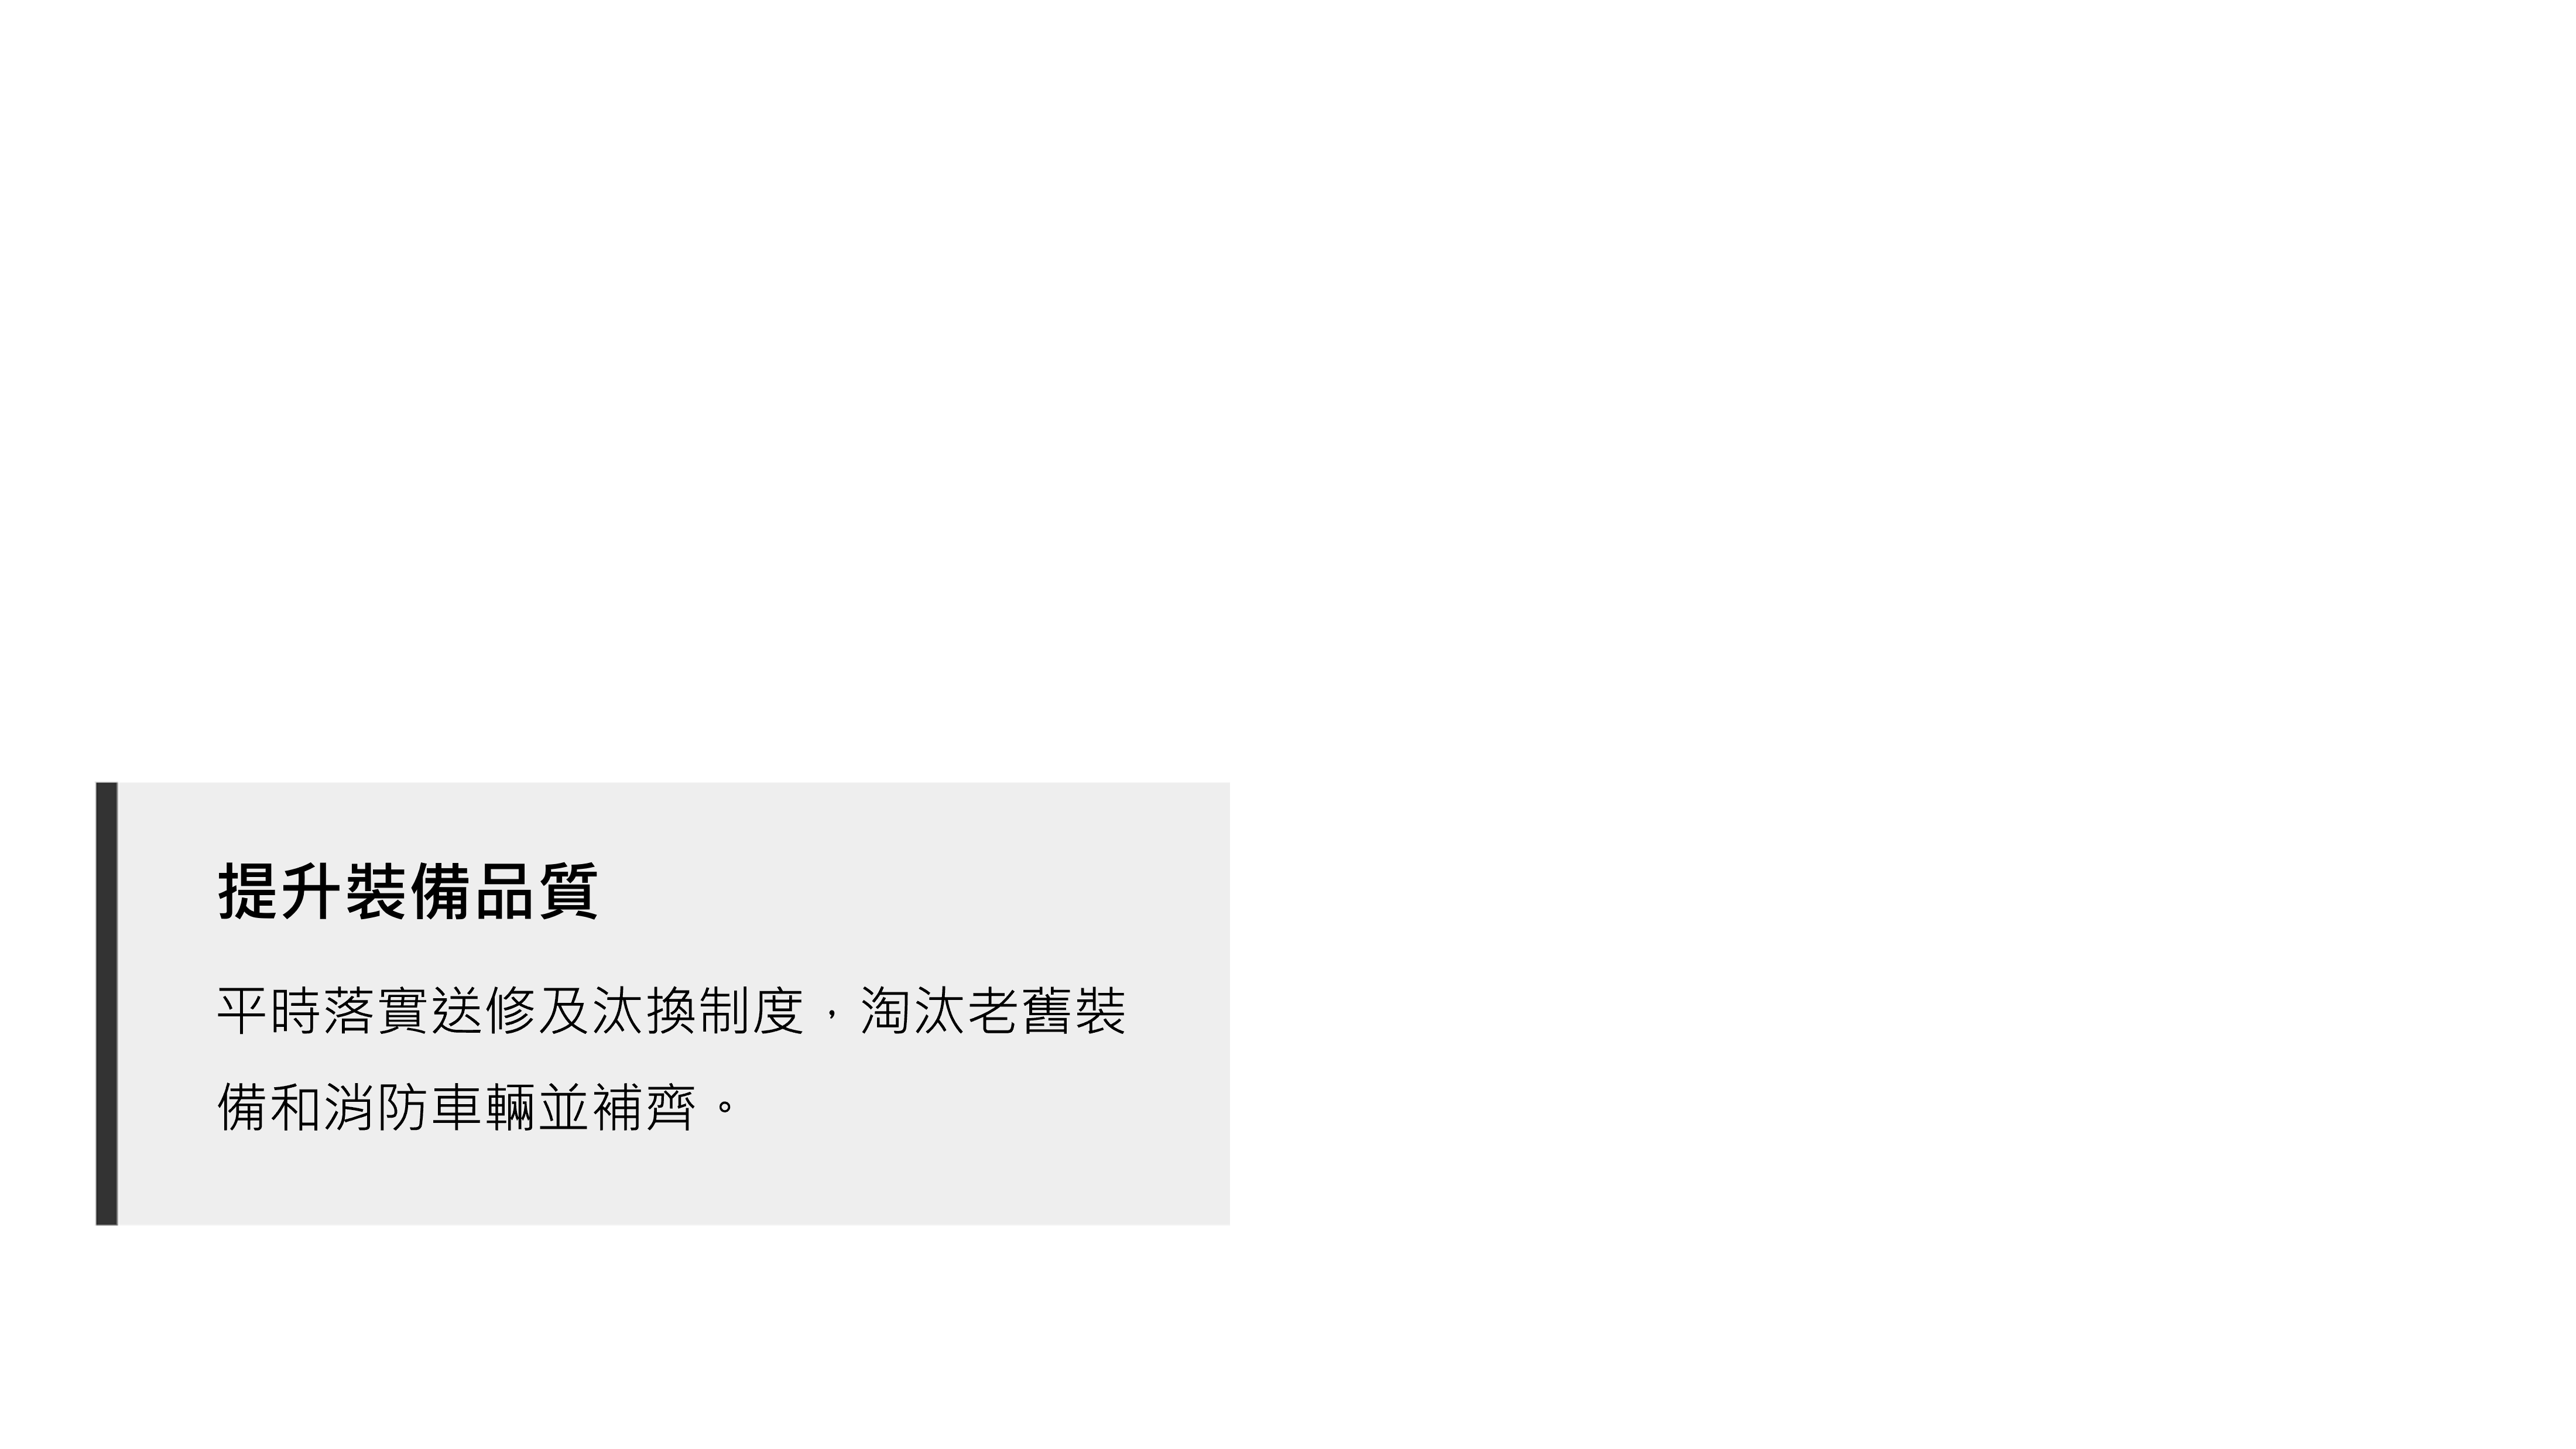 提升裝備品質
平時落實送修及汰換制度，淘汰老舊裝
備和消防車輛並補齊。